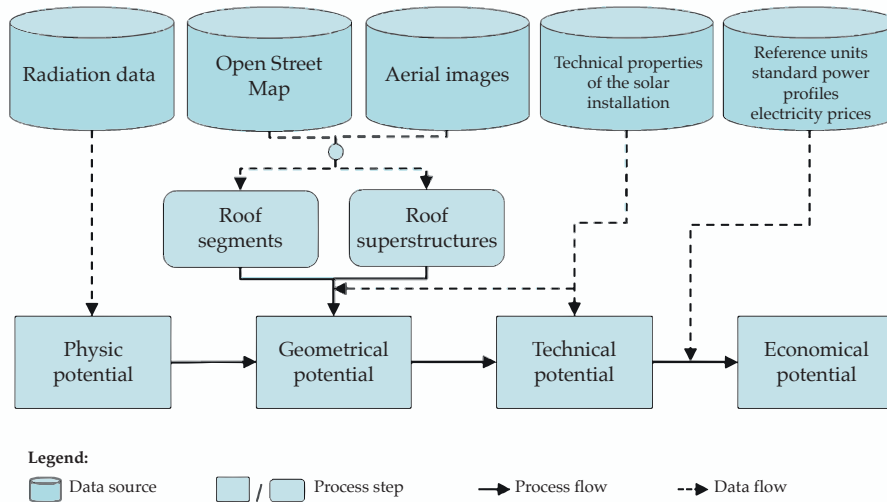 Radiation data
Open Street
Map
Aerial images
Technical properties
of the solar
installation
Reference units
standard power
profiles
electricity prices
Roof
segments
Roof
superstructures
Physic
potential
Geometrical
potential
Technical
potential
Economical
potential
Legend:
Data source
/
Process step
Process flow
Data flow